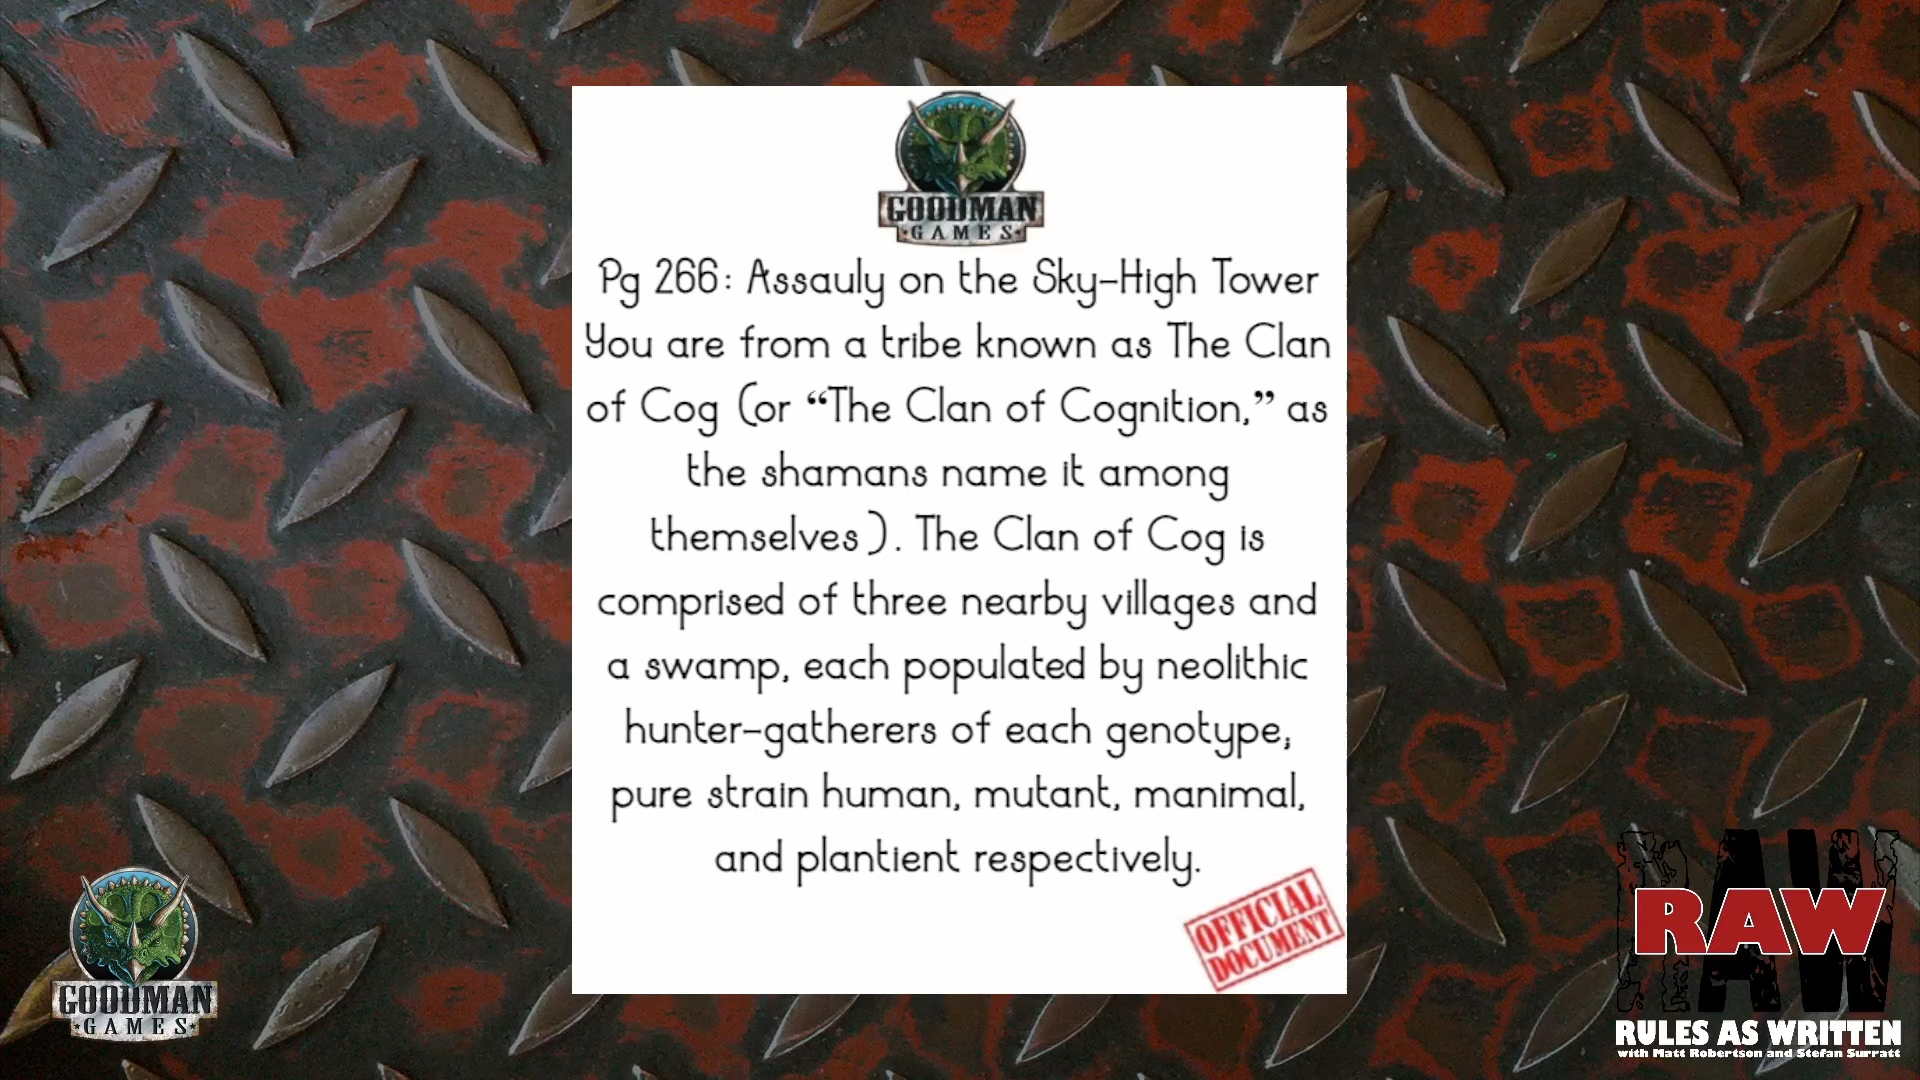 GOODMAN
GAMES
Pg 266: Assauly on the Sky-High Tower
You are from a tribe known as The Clan
of Cog (or “The Clan of Cognition,” as
the shamans name it among
themselves). The Clan of Cog is
comprised of three nearby villages and
a swamp, each populated by neolithic
hunter-gatherers of each genotype;
pure strain human, mutant, manimal,
and plantient respectively.
OFFICIAL
DOCUMENT
GOODMAN
GAMES
RAW
RAW
RULES AS WRITTEN
with Matt Robertson and Stefan Surratt